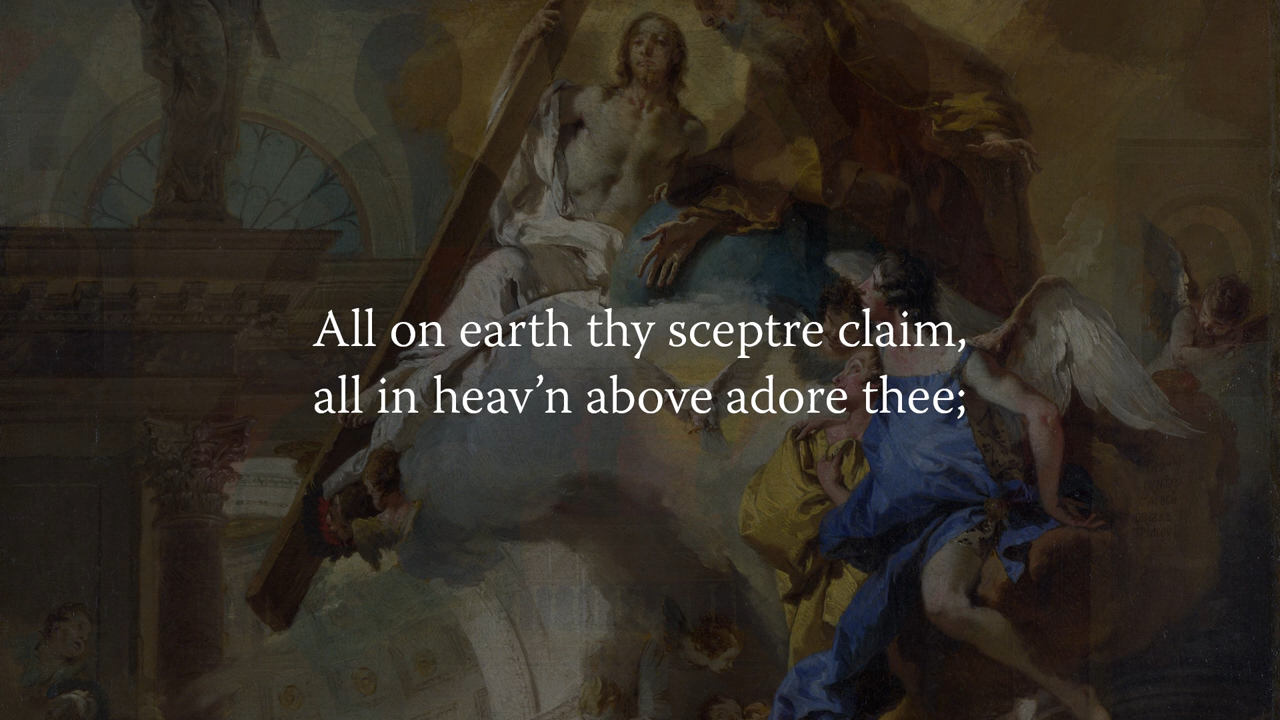 All on earth thy sceptre claim,
all in heav’n above adore thee;